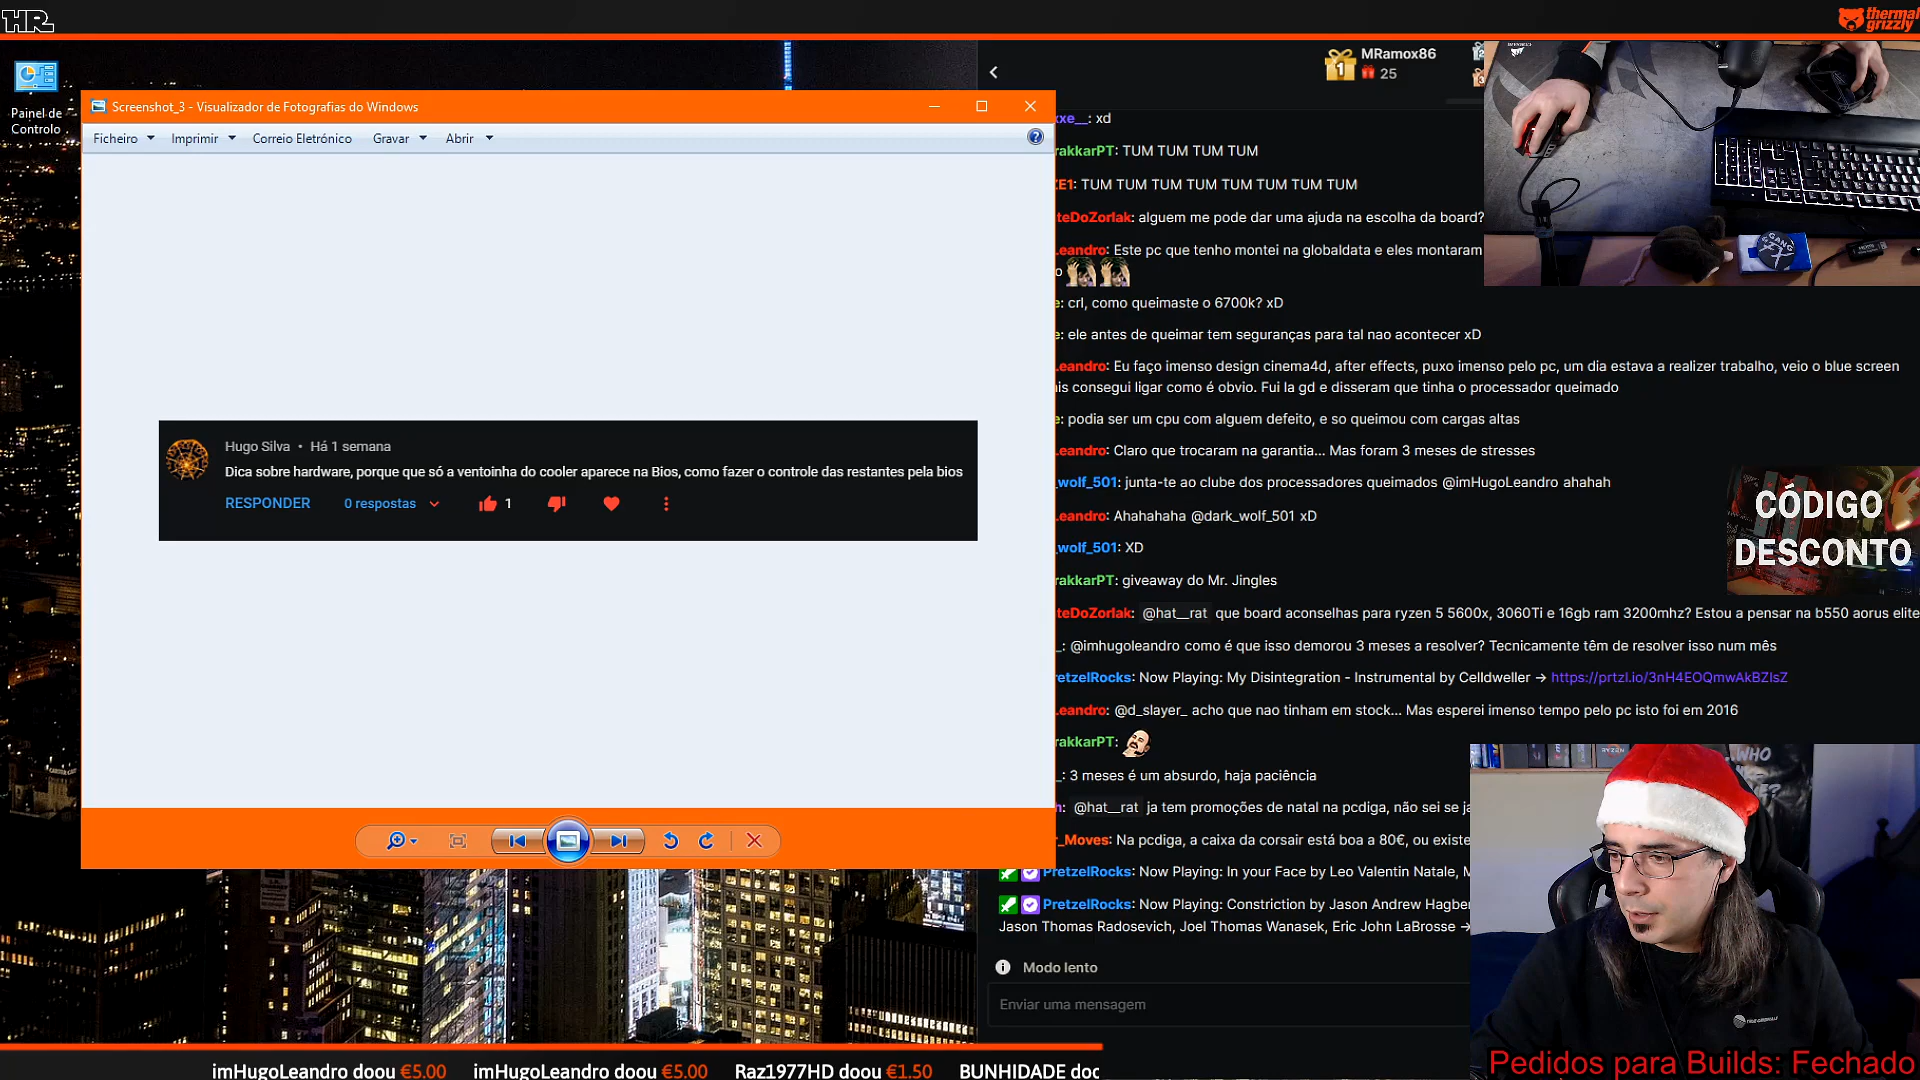 HR
thermal
grizzly
Painel de
Controlo
Screenshot_3 - Visualizador de Fotografias do Windows
Ficheiro
Imprimir
Correio Eletrónico
Gravar
Abrir
Hugo Silva • Há 1 semana
Dica sobre hardware, porque que só a ventoinha do cooler aparece na Bios, como fazer o controle das restantes pela bios
RESPONDER
0 respostas
1
1 MRamox86
25
xe__: xd
rakkarPT: TUM TUM TUM TUM
E1: TUM TUM TUM TUM TUM TUM TUM TUM
teDoZorlak: alguem me pode dar uma ajuda na escolha da board?
.eandro: Este pc que tenho montei na globaldata e eles montaram
o
e: crl, como queimaste o 6700k? xD
e: ele antes de queimar tem seguranças para tal nao acontecer xD
.eandro: Eu faço imenso design cinema4d, after effects, puxo imenso pelo pc, um dia estava a realizer trabalho, veio o blue screen
is consegui ligar como é obvio. Fui la gd e disseram que tinha o processador queimado
e: podia ser um cpu com alguem defeito, e so queimou com cargas altas
.eandro: Claro que trocaram na garantia... Mas foram 3 meses de stresses
_wolf_501: junta-te ao clube dos processadores queimados @imHugoLeandro ahahah
.eandro: Ahahahaha @dark_wolf_501 xD
_wolf_501: XD
rakkarPT: giveaway do Mr. Jingles
teDoZorlak: @hat__rat que board aconselhas para ryzen 5 5600x, 3060Ti e 16gb ram 3200mhz? Estou a pensar na b550 aorus elite
_: @imhugoleandro como é que isso demorou 3 meses a resolver? Tecnicamente têm de resolver isso num mês
retzelRocks: Now Playing: My Disintegration - Instrumental by Celldweller → https://prtzl.io/3nH4EOQmwAkBZlsZ
.eandro: @d_slayer_ acho que nao tinham em stock... Mas esperei imenso tempo pelo pc isto foi em 2016
rakkarPT:
_: 3 meses é um absurdo, haja paciência
h: @hat__rat ja tem promoções de natal na pcdiga, não sei se ja
r_Moves: Na pcdiga, a caixa da corsair está boa a 80€, ou existe
PretzelRocks: Now Playing: In your Face by Leo Valentin Natale, M
PretzelRocks: Now Playing: Constriction by Jason Andrew Hagber
Jason Thomas Radosevich, Joel Thomas Wanasek, Eric John LaBrosse →
Modo lento
Enviar uma mensagem
GANG
CÓDIGO
DESCONTO
imHugoLeandro doou €5.00 imHugoLeandro doou €5.00 Raz1977HD doou €1.50 BUNHIDADE doc
Pedidos para Builds: Fechado